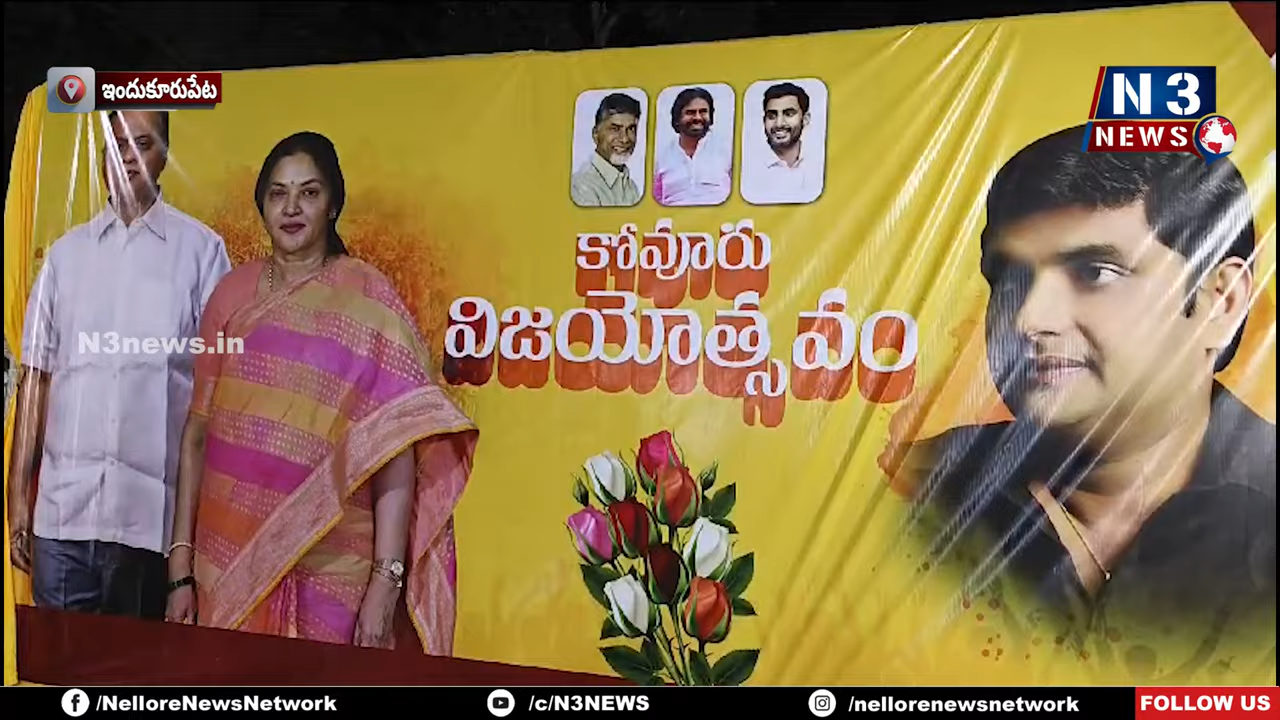 ఇందుకూరుపేట
N3
NEWS
కోవూరు
విజయోత్సవం
N3news.in
/NelloreNewsNetwork
/c/N3NEWS
/nellorenewsnetwork
FOLLOW US